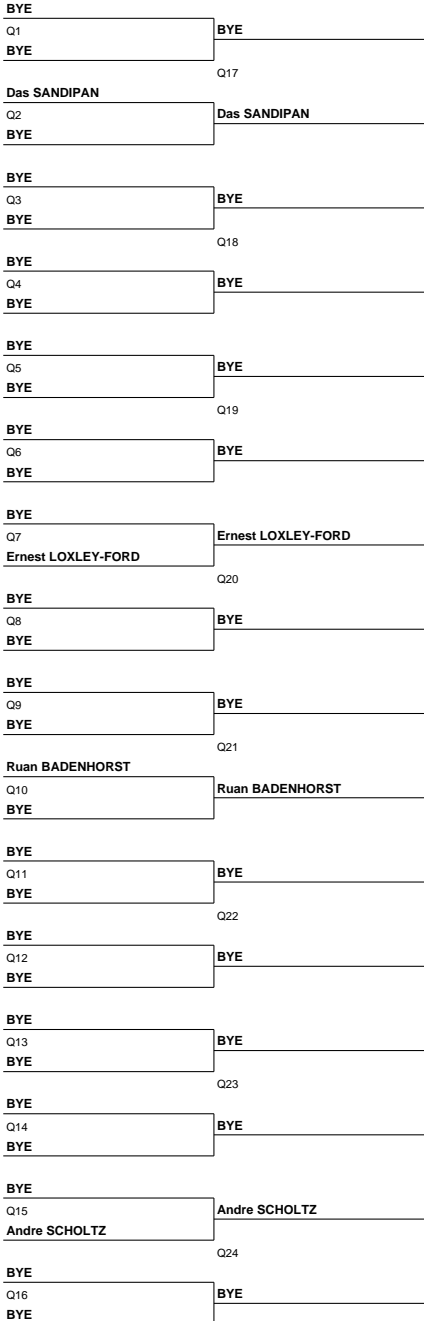 BYE
Q1
BYE
BYE
Q17
Das SANDIPAN
Q2
Das SANDIPAN
BYE
BYE
Q3
BYE
BYE
Q18
BYE
Q4
BYE
BYE
BYE
Q5
BYE
BYE
Q19
BYE
Q6
BYE
BYE
BYE
Q7
Ernest LOXLEY-FORD
Ernest LOXLEY-FORD
Q20
BYE
Q8
BYE
BYE
BYE
Q9
BYE
BYE
Q21
Ruan BADENHORST
Q10
Ruan BADENHORST
BYE
BYE
Q11
BYE
BYE
Q22
BYE
Q12
BYE
BYE
BYE
Q13
BYE
BYE
Q23
BYE
Q14
BYE
BYE
BYE
Q15
Andre SCHOLTZ
Andre SCHOLTZ
Q24
BYE
Q16
BYE
BYE